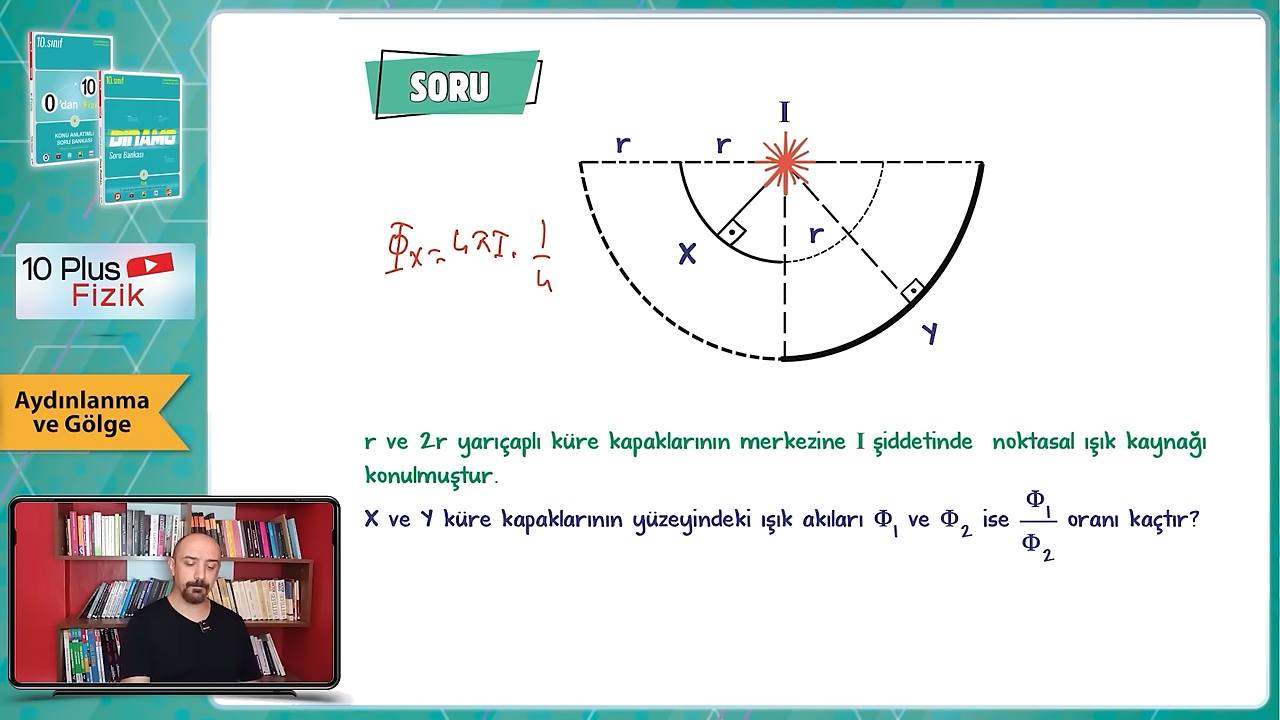 10.sınıf
0'dan 10
Fizik
KONU ANLATIMLI
SORU BANKASI
10.sınıf
DİNAMO
Soru Bankası
10 Plus
Fizik
Aydınlanma
ve Gölge
SORU
I
r r
X r
Y
Φx = 4πI. 1/4
r ve 2r yarıçaplı küre kapaklarının merkezine I şiddetinde noktasal ışık kaynağı
konulmuştur.
X ve Y küre kapaklarının yüzeyindeki ışık akıları Φ1 ve Φ2 ise Φ1/Φ2 oranı kaçtır?